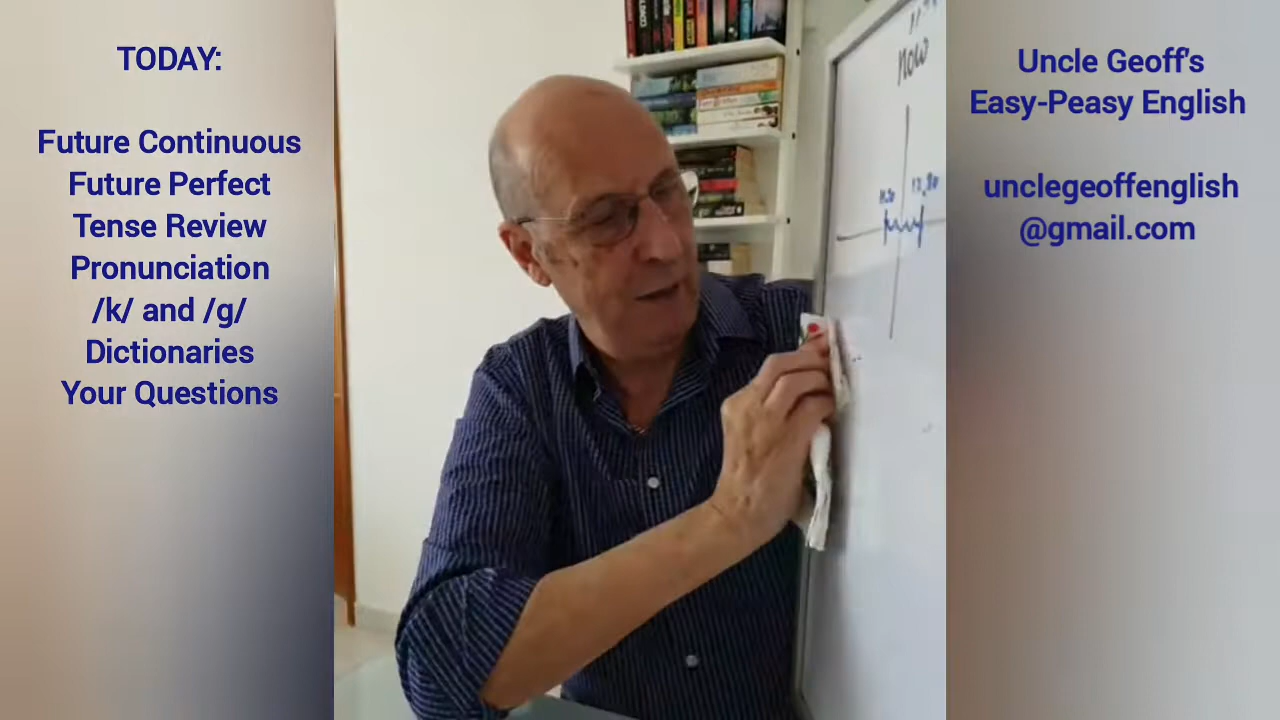 TODAY:
Future Continuous
Future Perfect
Tense Review
Pronunciation
/k/ and /g/
Dictionaries
Your Questions
now
Uncle Geoff's
Easy-Peasy English
unclegeoffenglish
@gmail.com